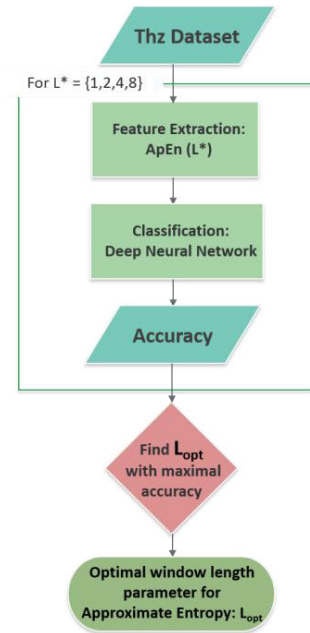 Thz Dataset
For L* = {1,2,4,8}
Feature Extraction:
ApEn (L*)
Classification:
Deep Neural Network
Accuracy
Find Lopt
with maximal
accuracy
Optimal window length
parameter for
Approximate Entropy: Lopt